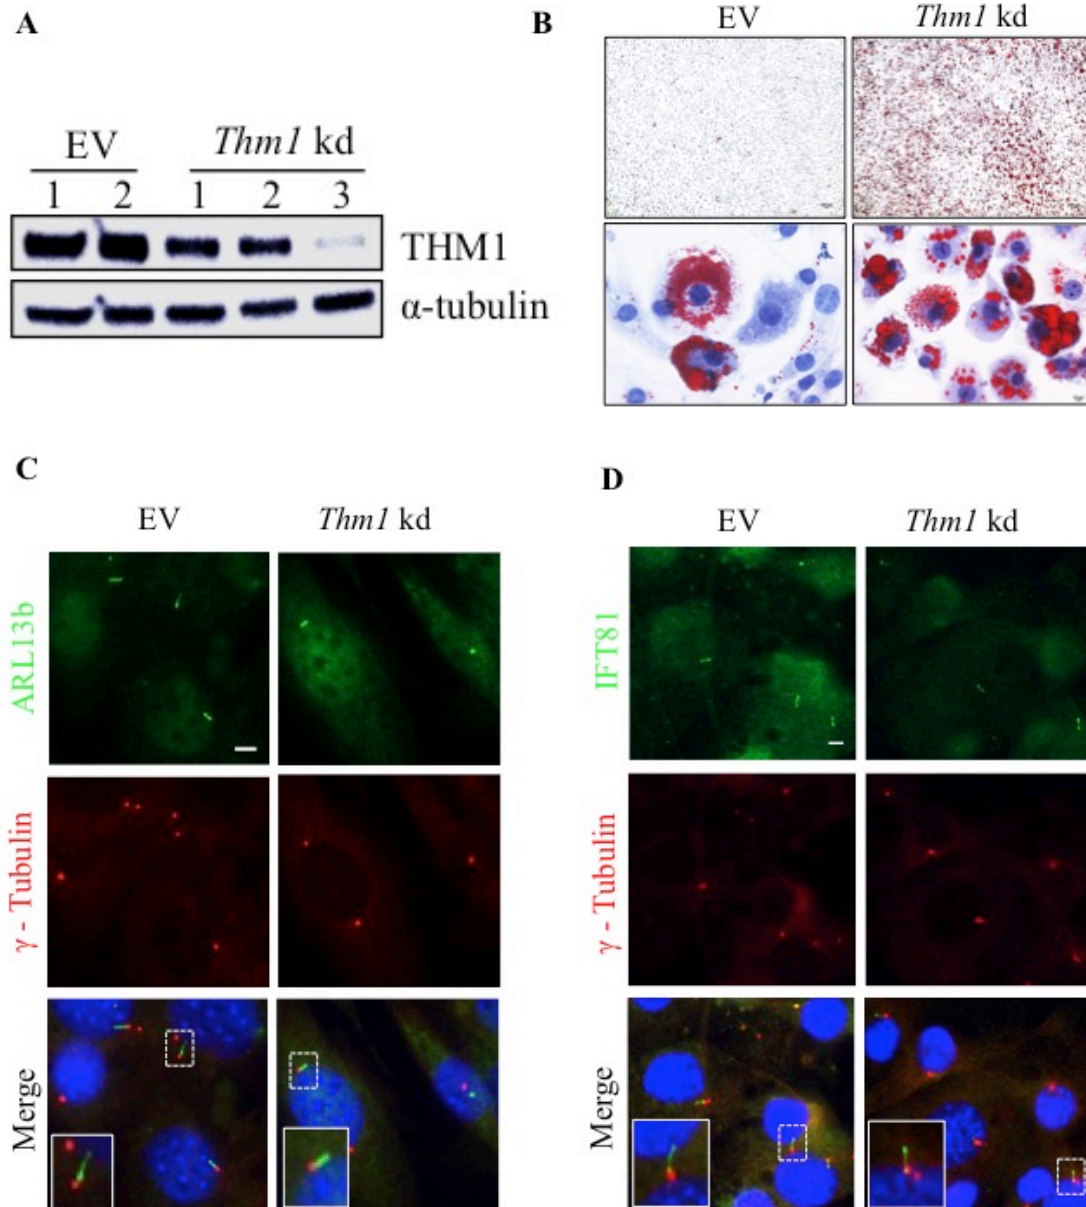 A
EV
Thm1 kd
1 2 1 2 3
THM1
α-tubulin
B
EV
Thm1 kd
C
EV
Thm1 kd
ARL13b
γ - Tubulin
Merge
D
EV
Thm1 kd
IFT81
γ - Tubulin
Merge